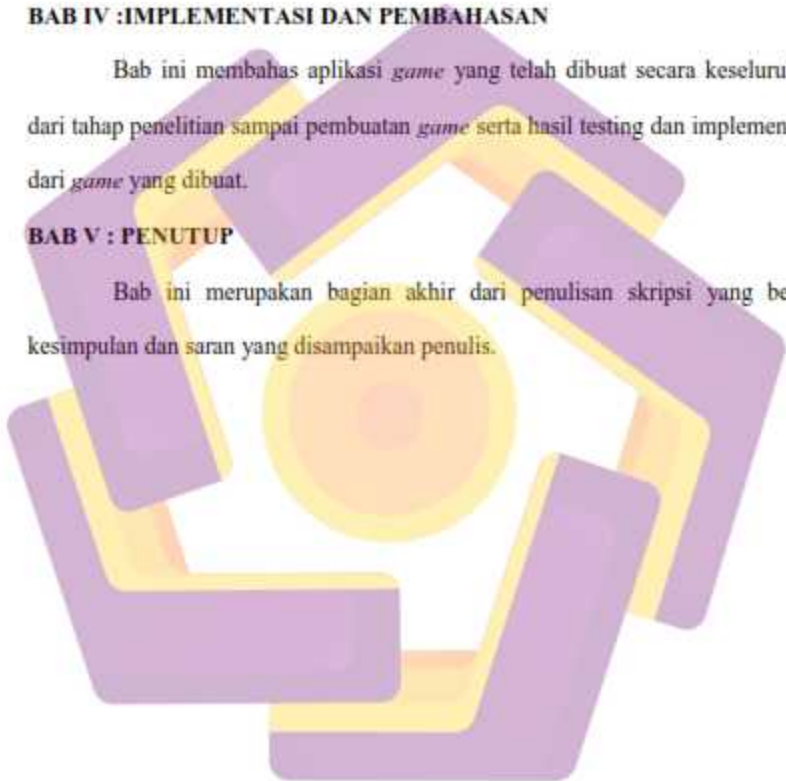 BAB IV :IMPLEMENTASI DAN PEMBAHASAN
Bab ini membahas aplikasi game yang telah dibuat secara keseluru
dari tahap penelitian sampai pembuatan game serta hasil testing dan implemen
dari game yang dibuat.
BAB V : PENUTUP
Bab ini merupakan bagian akhir dari penulisan skripsi yang be
kesimpulan dan saran yang disampaikan penulis.